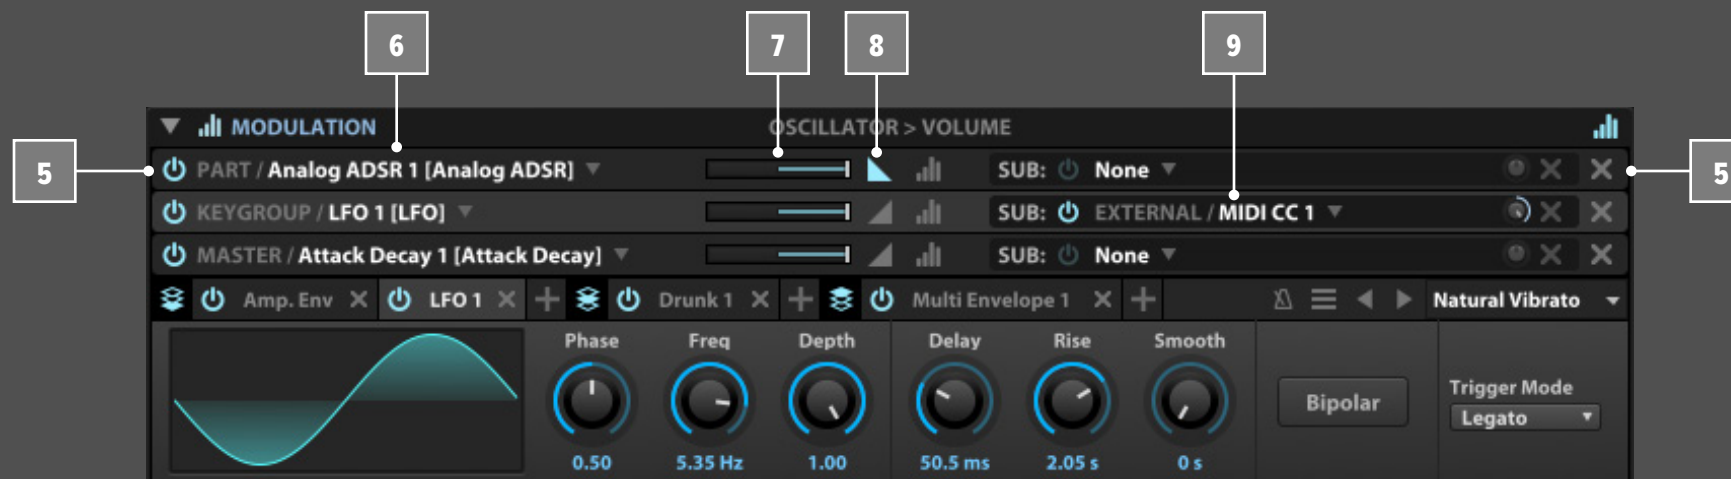 6 7 8 9
MODULATION OSCILLATOR > VOLUME
5 PART / Analog ADSR 1 [Analog ADSR] SUB: None 5
KEYGROUP / LFO 1 [LFO] SUB: EXTERNAL / MIDI CC 1
MASTER / Attack Decay 1 [Attack Decay] SUB: None
Amp. Env LFO 1 Drunk 1 Multi Envelope 1 Natural Vibrato
Phase Freq Depth Delay Rise Smooth
Trigger Mode
Bipolar
Legato
0.50 5.35 Hz 1.00 50.5 ms 2.05 s 0 s